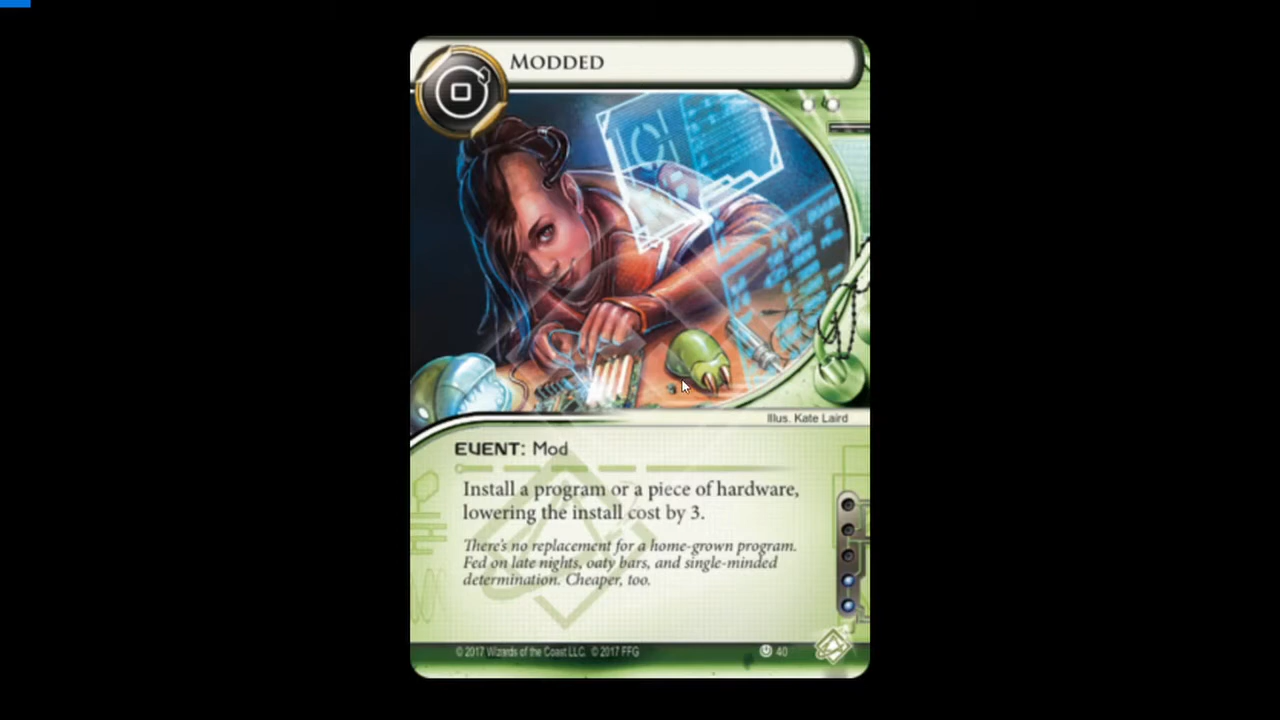 MODDED
Illus. Kate Laird
EVENT: Mod
Install a program or a piece of hardware,
lowering the install cost by 3.
There's no replacement for a home-grown program.
Fed on late nights, oaty bars, and single-minded
determination. Cheaper, too.
© 2017 Wizards of the Coast LLC. © 2017 FFG
40